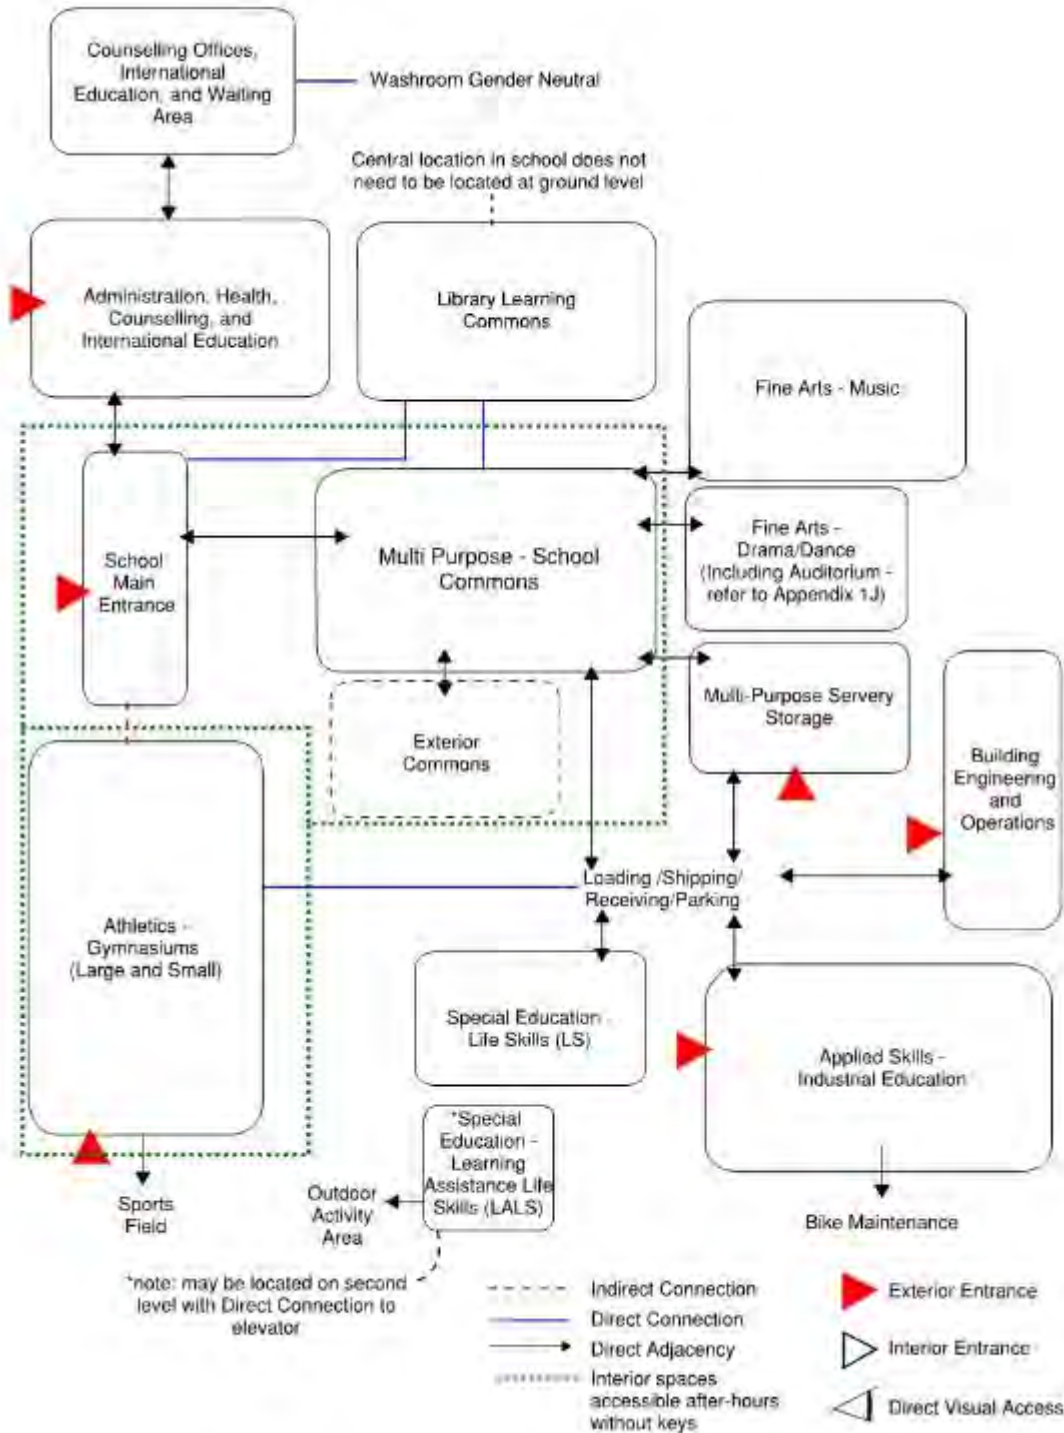 Counselling Offices,
International
Education, and Waiting
Area
Washroom Gender Neutral
Central location in school does not
need to be located at ground level
Administration, Health,
Counselling, and
International Education
Library Learning
Commons
Fine Arts - Music
School
Main
Entrance
Multi Purpose - School
Commons
Fine Arts -
Drama/Dance
(Including Auditorium -
refer to Appendix 1J)
Multi-Purpose Servery
Storage
Exterior
Commons
Building
Engineering
and
Operations
Loading /Shipping/
Receiving/Parking
Athletics -
Gymnasiums
(Large and Small)
Special Education -
Life Skills (LS)
Applied Skills -
Industrial Education
*Special
Education -
Learning
Assistance Life
Skills (LALS)
Outdoor
Activity
Area
Sports
Field
Bike Maintenance
*note: may be located on second
level with Direct Connection to
elevator
Indirect Connection
Direct Connection
Direct Adjacency
Interior spaces
accessible after-hours
without keys
Exterior Entrance
Interior Entrance
Direct Visual Access